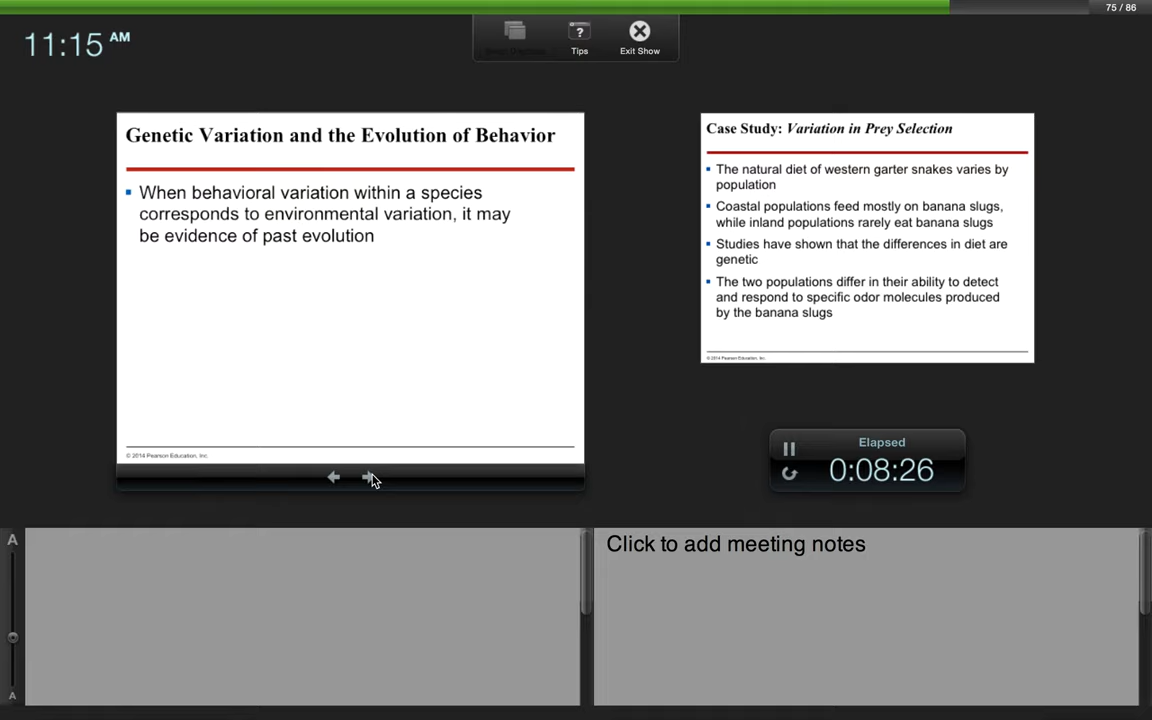 75 / 86
11:15 AM
?
Tips
Exit Show
Genetic Variation and the Evolution of Behavior
▪ When behavioral variation within a species
corresponds to environmental variation, it may
be evidence of past evolution
© 2014 Pearson Education, Inc.
Case Study: Variation in Prey Selection
▪ The natural diet of western garter snakes varies by
population
▪ Coastal populations feed mostly on banana slugs,
while inland populations rarely eat banana slugs
▪ Studies have shown that the differences in diet are
genetic
▪ The two populations differ in their ability to detect
and respond to specific odor molecules produced
by the banana slugs
© 2014 Pearson Education, Inc.
Elapsed
0:08:26
A
A
Click to add meeting notes